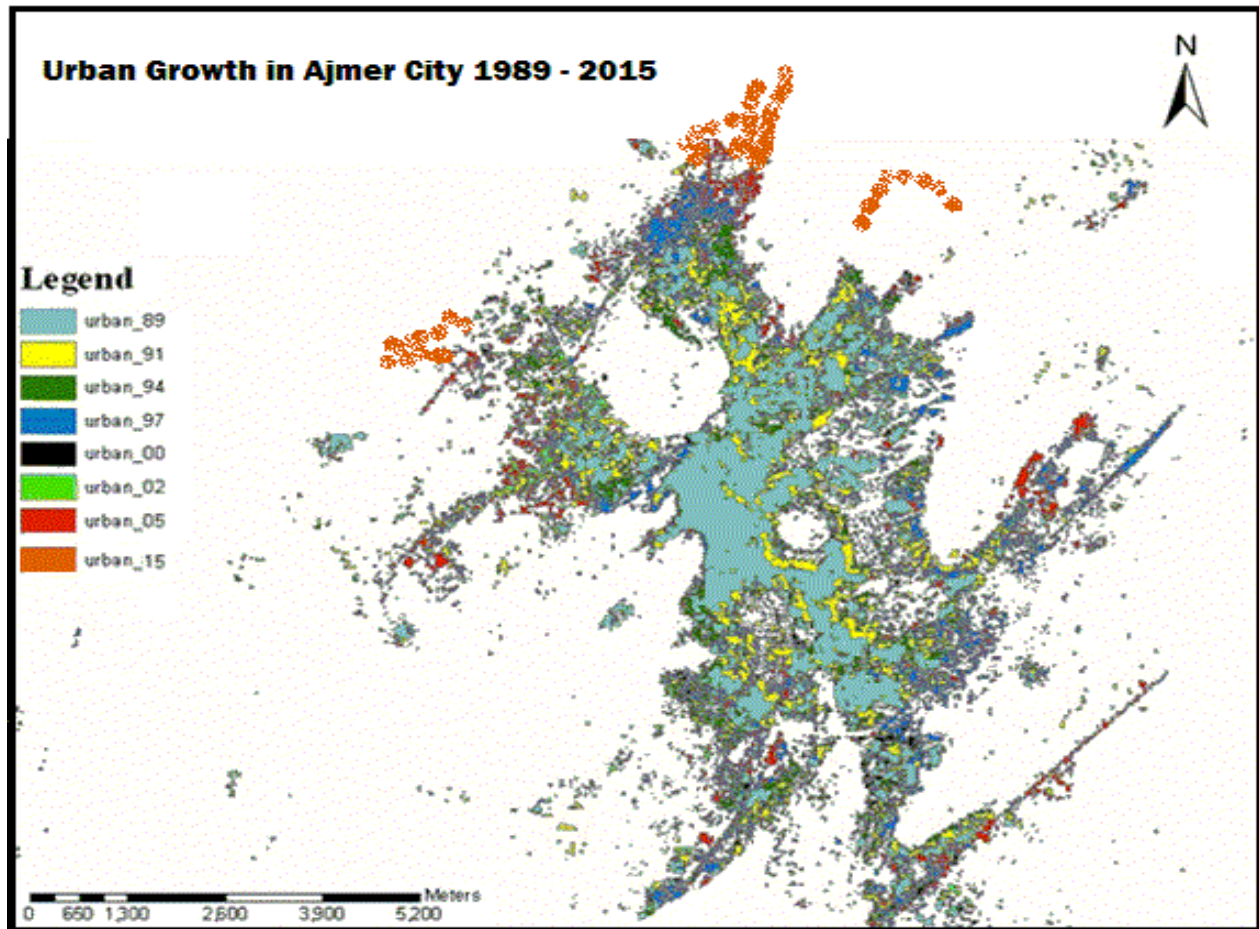 Urban Growth in Ajmer City 1989 - 2015
N
Legend
urban_89
urban_91
urban_94
urban_97
urban_00
urban_02
urban_05
urban_15
Meters
0 650 1,300 2,600 3,900 5,200